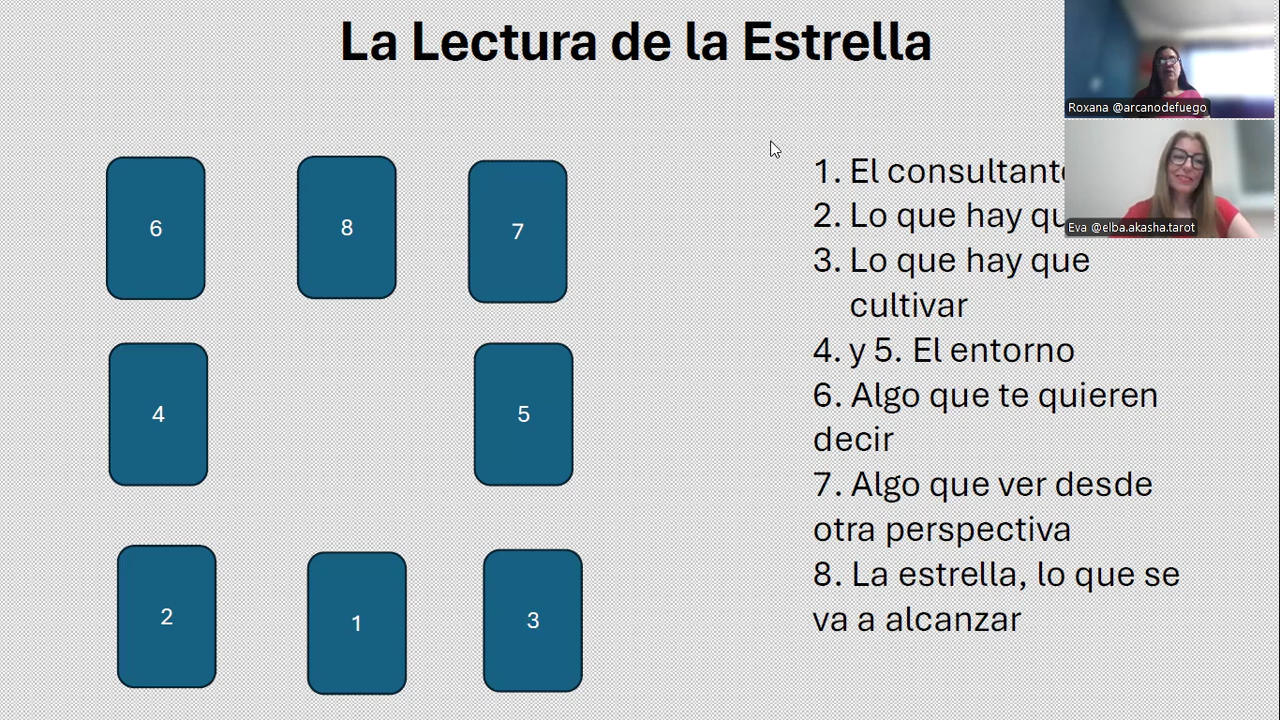 La Lectura de la Estrella
Roxana @arcanodefuego
Eva @elba.akasha.tarot
6
8
7
4
5
2
1
3
1. El
2. Lo que hay
3. Lo que hay que
cultivar
4. y 5. El entorno
6. Algo que te quieren
decir
7. Algo que ver desde
otra perspectiva
8. La estrella, lo que se
va a alcanzar